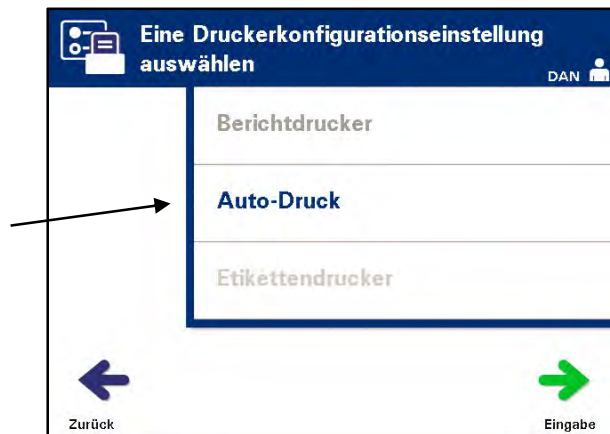 Eine Druckerkonfigurationseinstellung
auswählen
DAN
Berichtdrucker
Auto-Druck
Etikettendrucker
Zurück
Eingabe